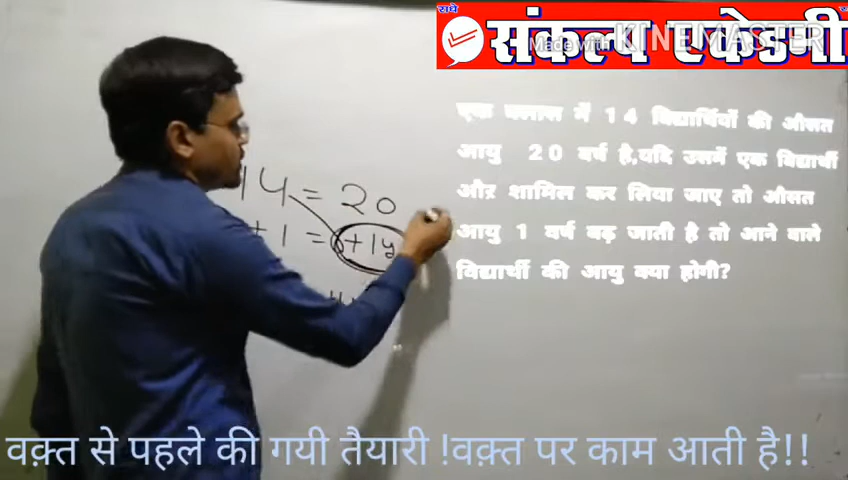 राधे
संकल्प एकेडमी
Made with KINEMASTER
एक क्लास में 14 विद्यार्थियों की औसत
आयु 20 वर्ष है,यदि उसमें एक विद्यार्थी
और शामिल कर लिया जाए तो औसत
आयु 1 वर्ष बढ़ जाती है तो आने वाले
विद्यार्थी की आयु क्या होगी?
14 = 20
+1 = +1y
वक़्त से पहले की गयी तैयारी !वक़्त पर काम आती है!!